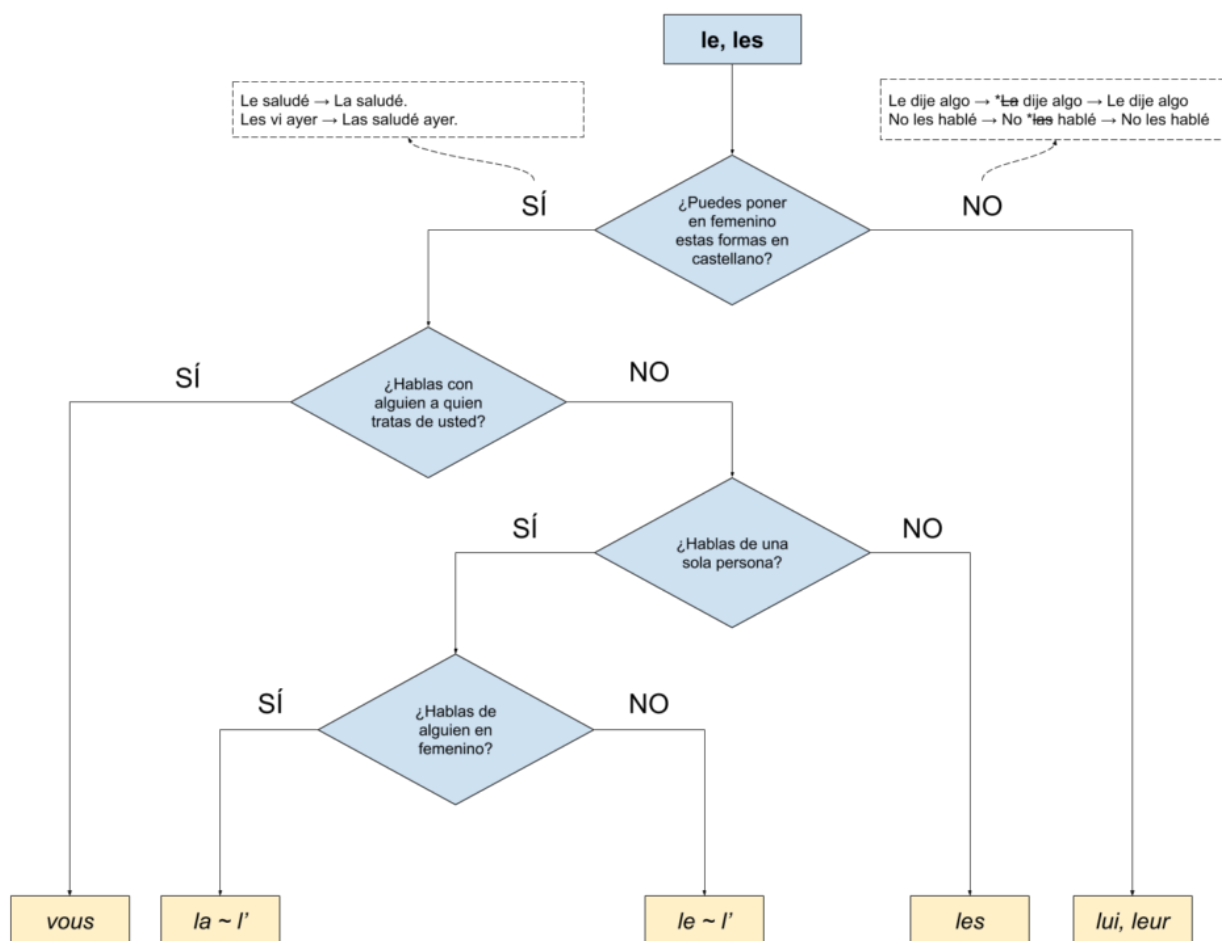 le, les
Le saludé → La saludé.
Les vi ayer → Las saludé ayer.
Le dije algo → *La dije algo → Le dije algo
No les hablé → No *las hablé → No les hablé
SÍ
¿Puedes poner
en femenino
estas formas en
castellano?
NO
SÍ
¿Hablas con
alguien a quien
tratas de usted?
NO
SÍ
¿Hablas de una
sola persona?
NO
SÍ
¿Hablas de
alguien en
femenino?
NO
vous
la ~ l’
le ~ l’
les
lui, leur